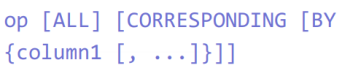 op [ALL] [CORRESPONDING [BY
{column1 [, ...]}]]